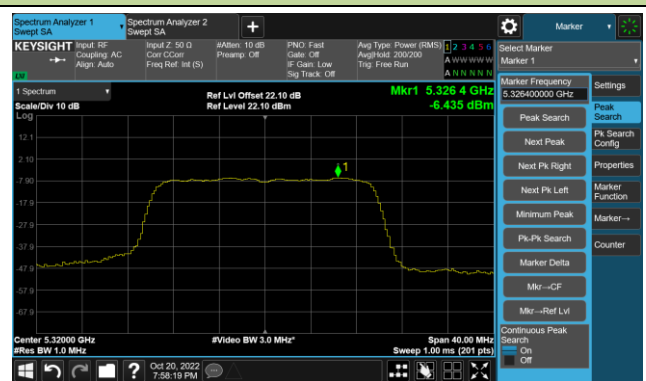 Spectrum Analyzer 1
Swept SA
Spectrum Analyzer 2
Swept SA
+
Marker
KEYSIGHT
Input: RF
Coupling: AC
Align: Auto
Input Z: 50 Ω
Corr CCorr
Freq Ref: Int (S)
#Atten: 10 dB
Preamp: Off
PNO: Fast
Gate: Off
IF Gain: Low
Sig Track: Off
Avg Type: Power (RMS)
Avg|Hold: 200/200
Trig: Free Run
1 2 3 4 5 6
A W W W W W
A N N N N N
LW
Select Marker
Marker 1
1 Spectrum
Scale/Div 10 dB
Ref Lvl Offset 22.10 dB
Ref Level 22.10 dBm
Mkr1 5.326 4 GHz
-6.435 dBm
Log
12.1
2.10
-7.90
-17.9
-27.9
-37.9
-47.9
-57.9
-67.9
1
Center 5.32000 GHz
#Res BW 1.0 MHz
#Video BW 3.0 MHz*
Span 40.00 MHz
Sweep 1.00 ms (201 pts)
Marker Frequency
5.326400000 GHz
Peak Search
Next Peak
Next Pk Right
Next Pk Left
Minimum Peak
Pk-Pk Search
Marker Delta
Mkr→CF
Mkr→Ref Lvl
Continuous Peak
Search
On
Off
Settings
Peak
Search
Pk Search
Config
Properties
Marker
Function
Marker→
Counter
?
Oct 20, 2022
7:58:19 PM